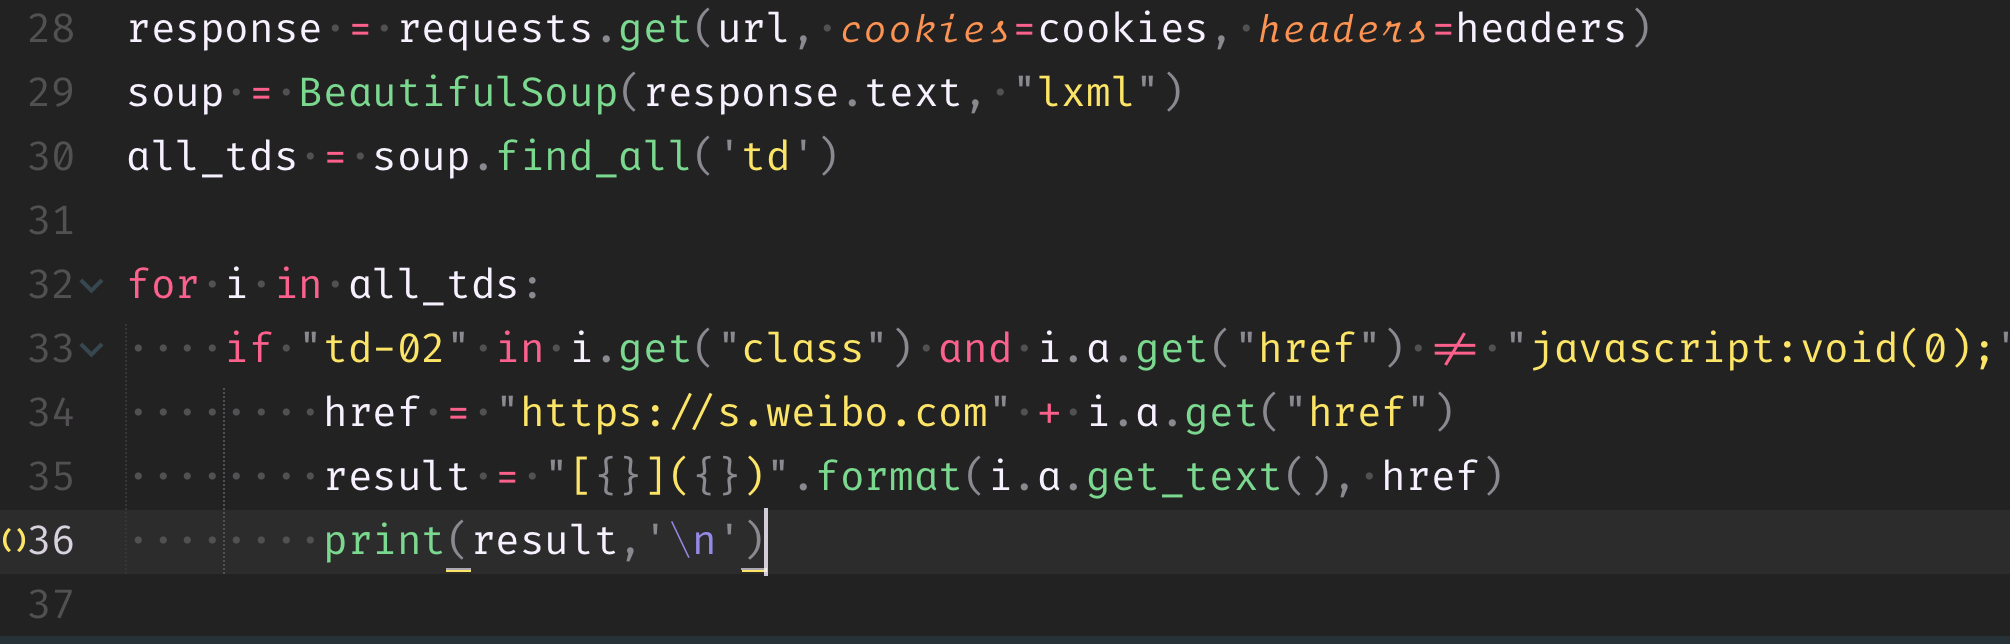 28 response = requests.get(url, cookies=cookies, headers=headers)
29 soup = BeautifulSoup(response.text, "lxml")
30 all_tds = soup.find_all('td')
31
32 for i in all_tds:
33     if "td-02" in i.get("class") and i.a.get("href") != "javascript:void(0);"
34         href = "https://s.weibo.com" + i.a.get("href")
35         result = "[{}]({})".format(i.a.get_text(), href)
36         print(result,'\n')
37